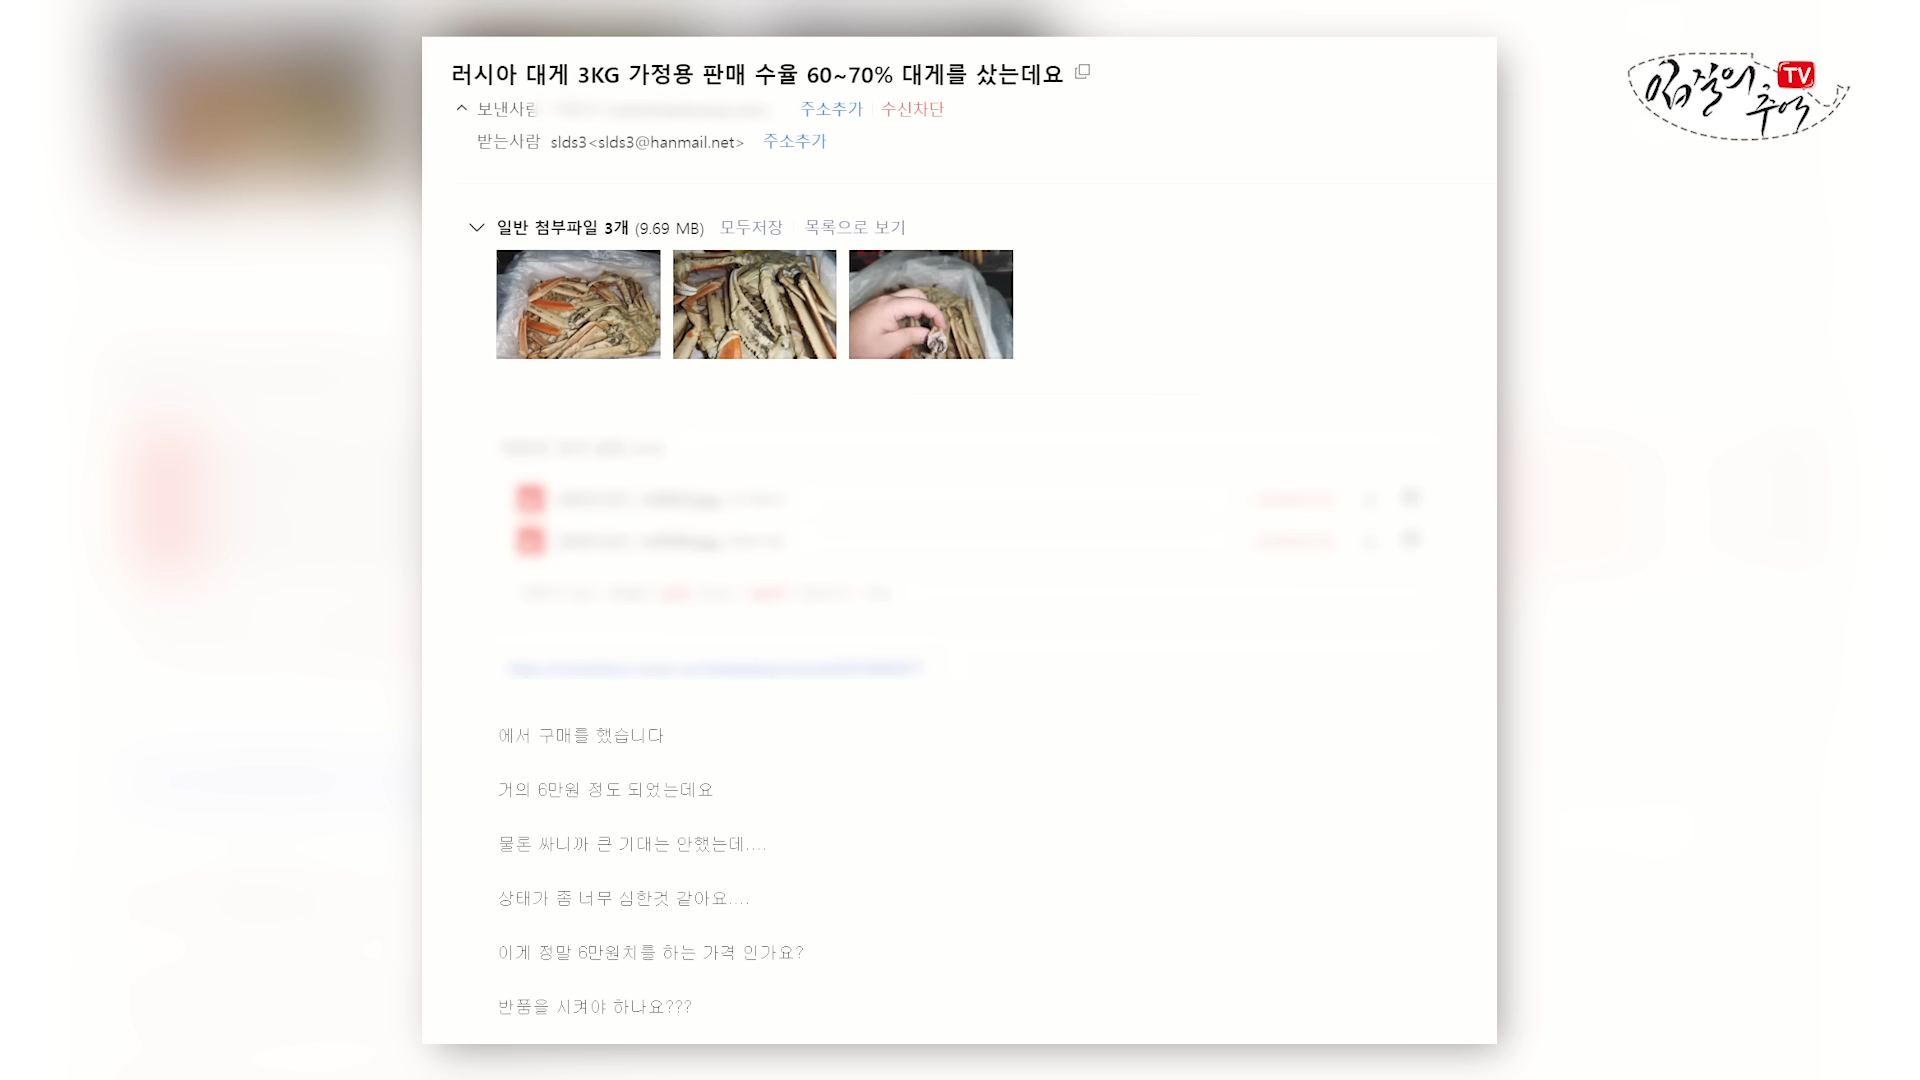 러시아 대게 3KG 가정용 판매 수율 60~70% 대게를 샀는데요
입질의 추억 TV
보낸사람 주소추가 수신차단
받는사람 slds3<slds3@hanmail.net> 주소추가
일반 첨부파일 3개 (9.69 MB) 모두저장 목록으로 보기
에서 구매를 했습니다
거의 6만원 정도 되었는데요
물론 싸니까 큰 기대는 안했는데....
상태가 좀 너무 심한것 같아요....
이게 정말 6만원치를 하는 가격 인가요?
반품을 시켜야 하나요???